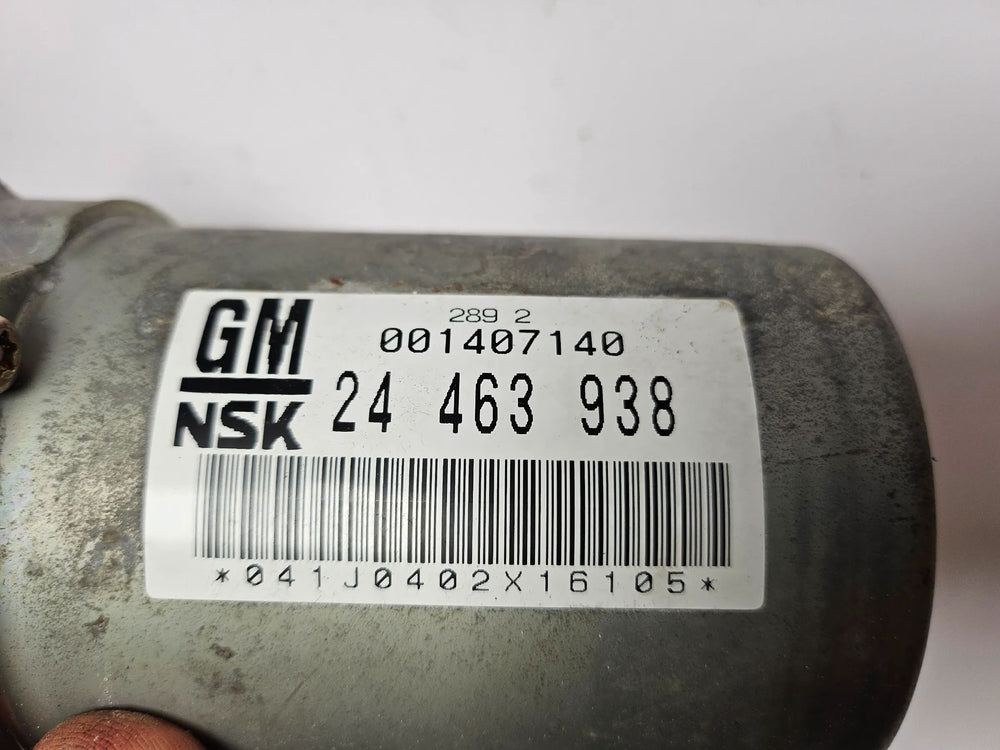 GM
NSK
289 2
001407140
24 463 938
*041J0402X16105*